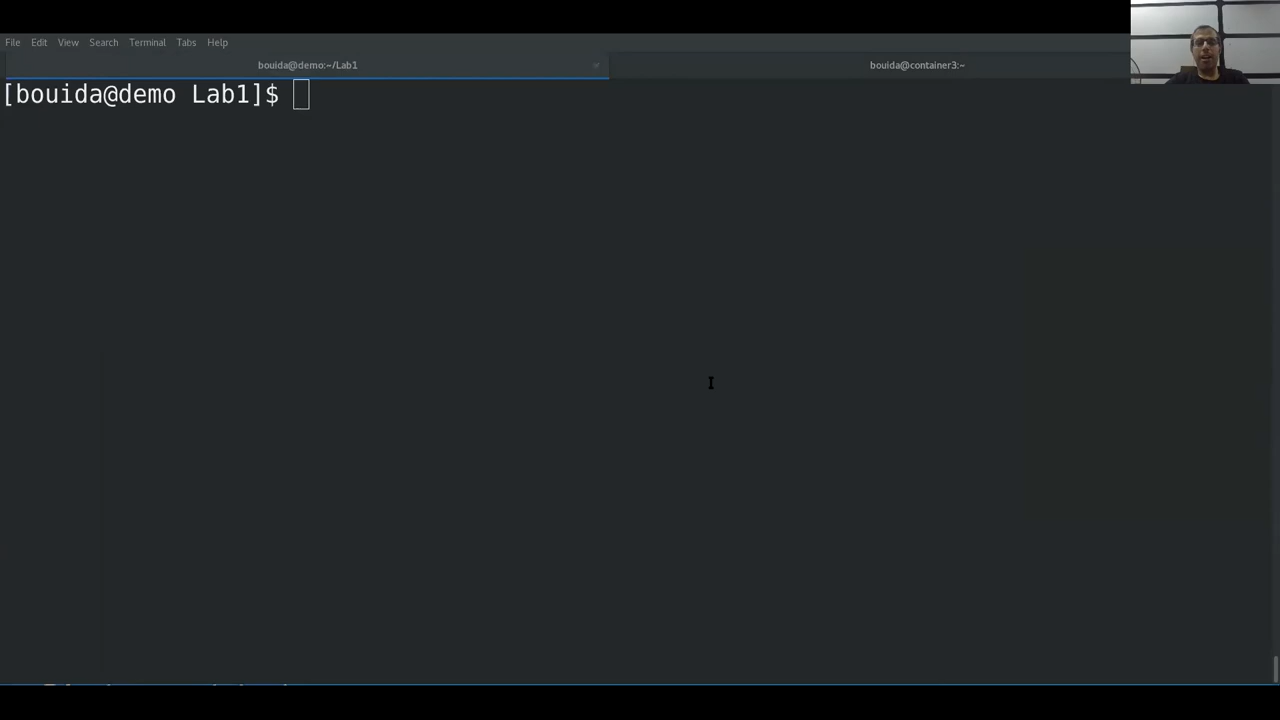 File Edit View Search Terminal Tabs Help
bouida@demo:~/Lab1
bouida@container3:~
[bouida@demo Lab1]$